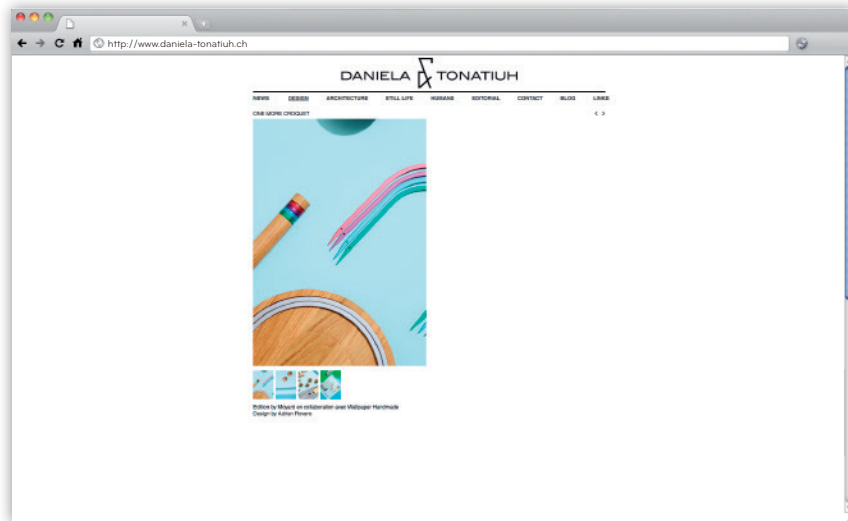 http://www.daniela-tonatiuh.ch
DANIELA & TONATIUH
NEWS DESIGN ARCHITECTURE STILL LIFE HUMANS EDITORIAL CONTACT BLOG LINKS
ONE MORE CROQUET < >
Edition by Moyard en collaboration avec Wallpaper Handmade
Design by Adrien Rovero